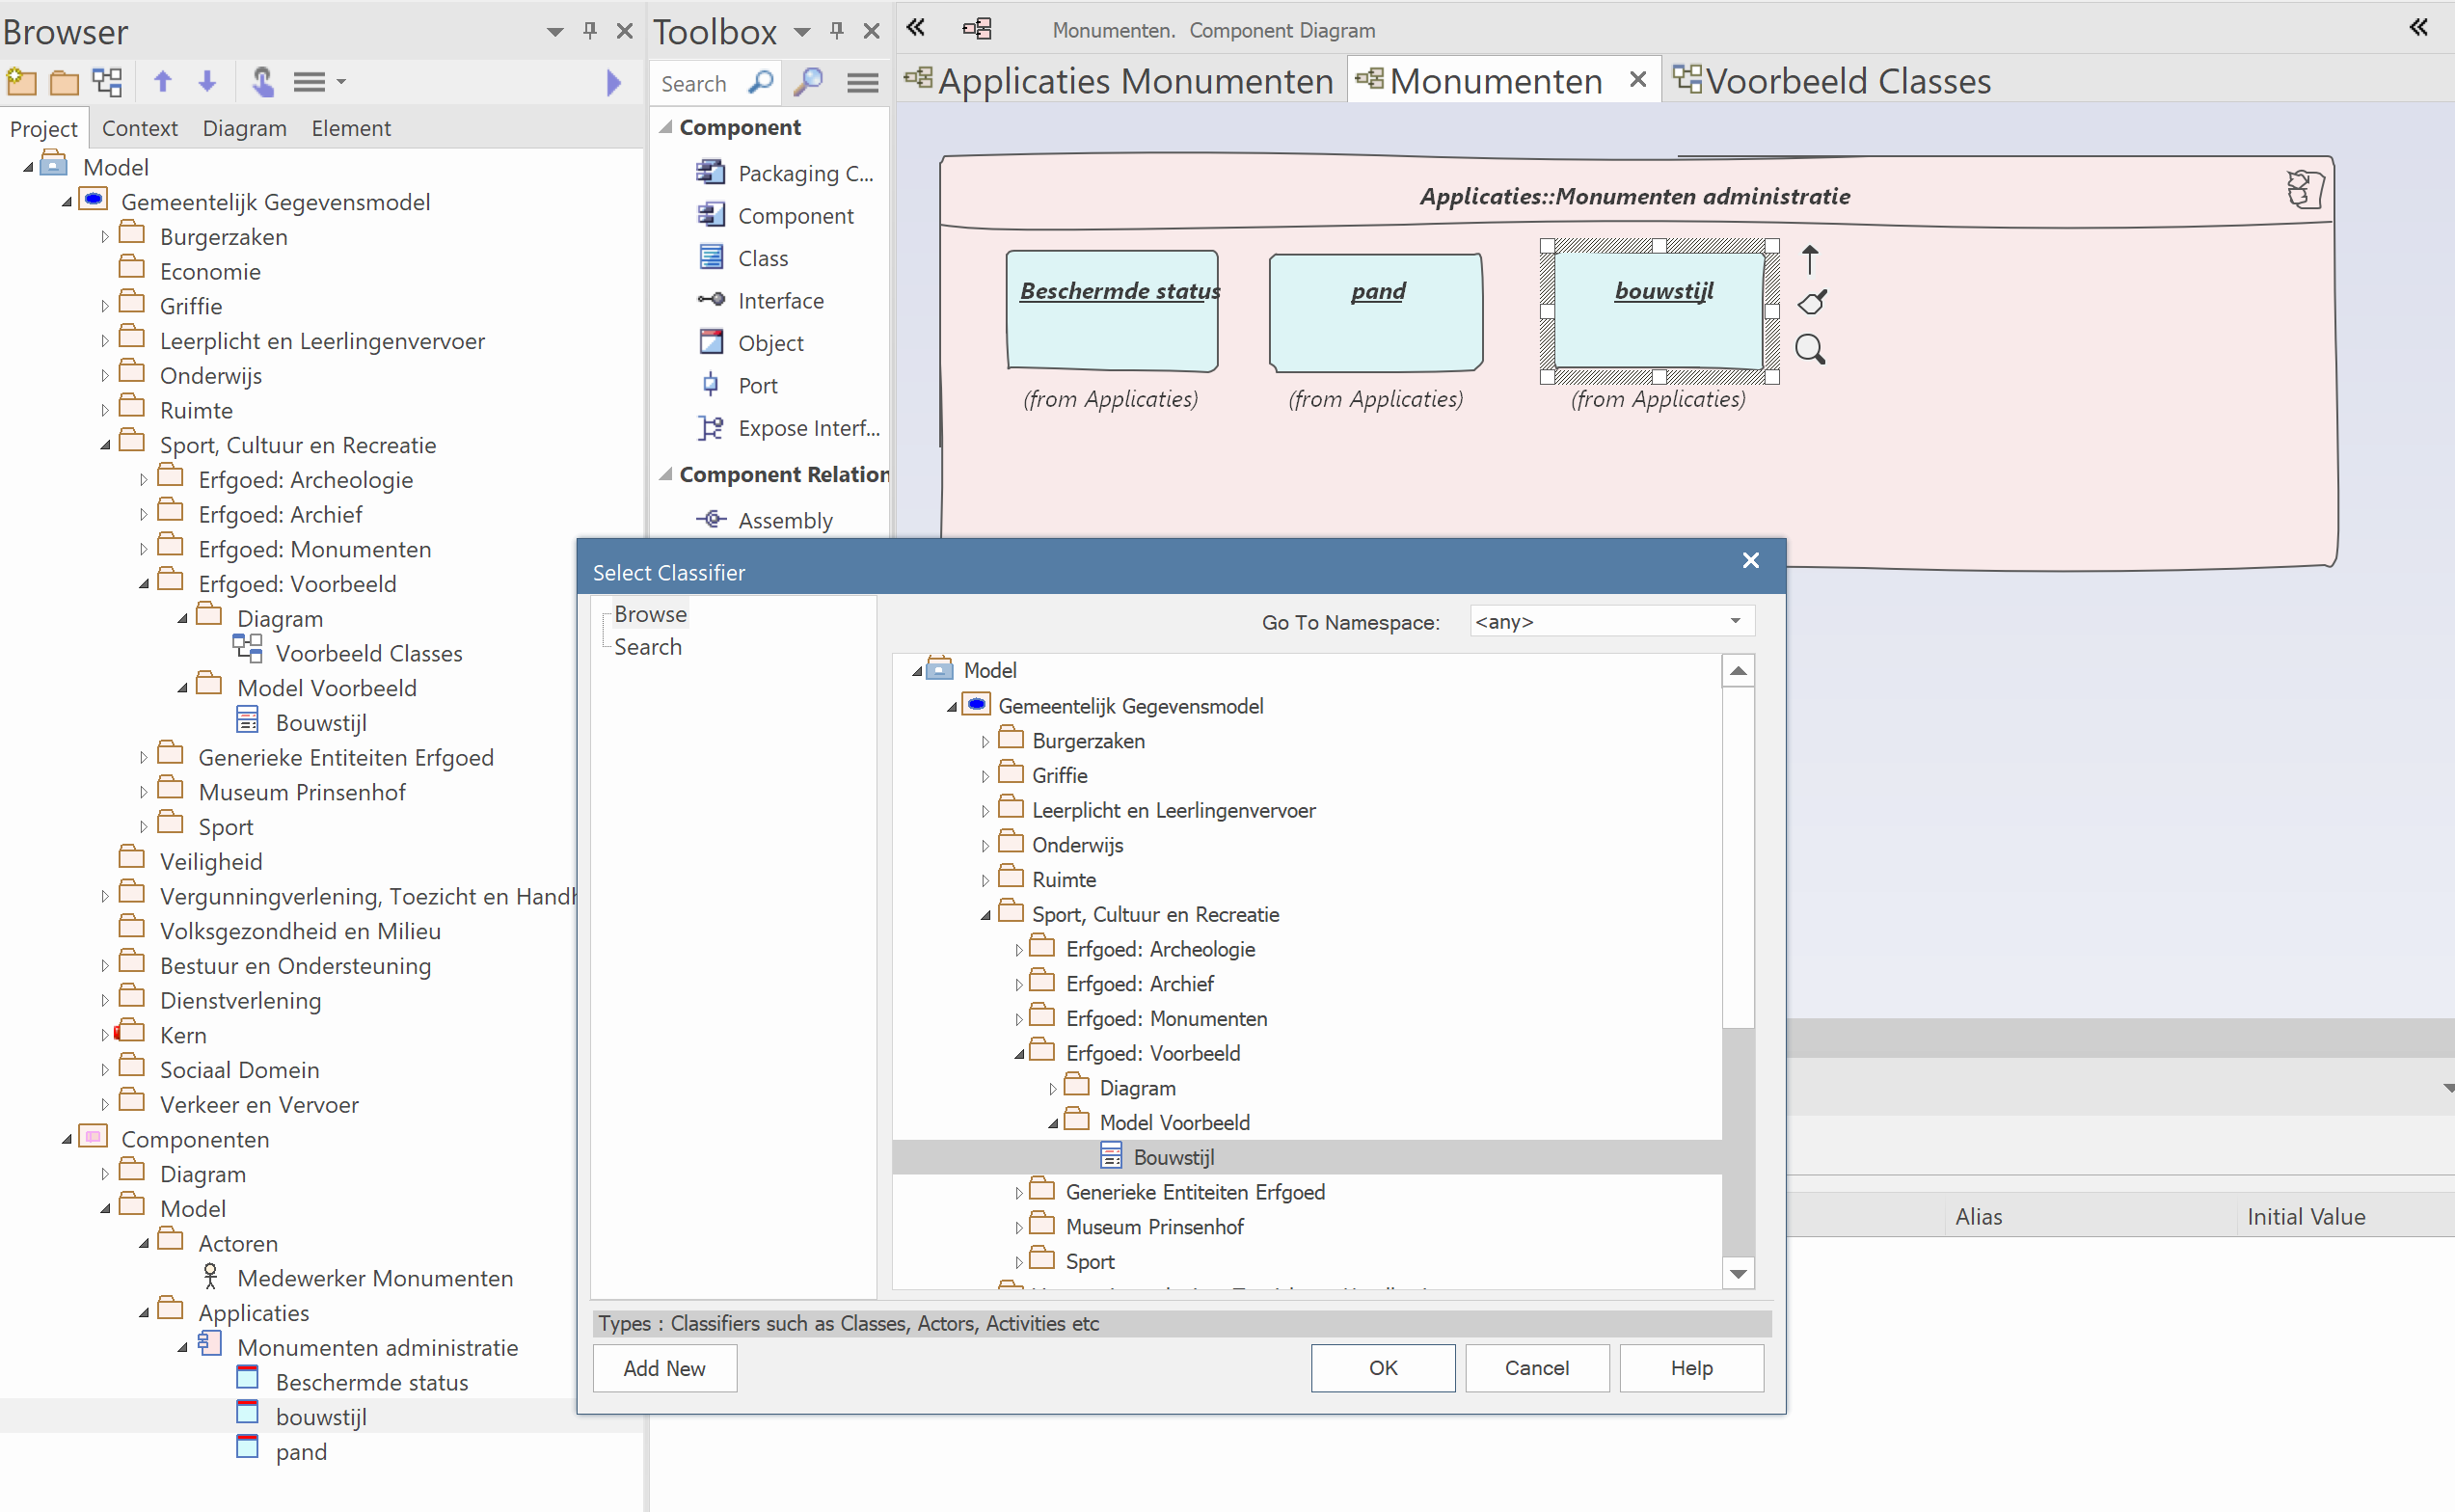 Browser
Project Context Diagram Element
Model
Gemeentelijk Gegevensmodel
Burgerzaken
Economie
Griffie
Leerplicht en Leerlingenvervoer
Onderwijs
Ruimte
Sport, Cultuur en Recreatie
Erfgoed: Archeologie
Erfgoed: Archief
Erfgoed: Monumenten
Erfgoed: Voorbeeld
Diagram
Voorbeeld Classes
Model Voorbeeld
Bouwstijl
Generieke Entiteiten Erfgoed
Museum Prinsenhof
Sport
Veiligheid
Vergunningverlening, Toezicht en Handh
Volksgezondheid en Milieu
Bestuur en Ondersteuning
Dienstverlening
Kern
Sociaal Domein
Verkeer en Vervoer
Componenten
Diagram
Model
Actoren
Medewerker Monumenten
Applicaties
Monumenten administratie
Beschermde status
bouwstijl
pand
Toolbox
Search
Component
Packaging C...
Component
Class
Interface
Object
Port
Expose Interf...
Component Relation
Assembly
Monumenten. Component Diagram
Applicaties Monumenten Monumenten Voorbeeld Classes
Applicaties::Monumenten administratie
Beschermde status pand bouwstijl
(from Applicaties) (from Applicaties) (from Applicaties)
Select Classifier
Browse
Search
Go To Namespace: <any>
Model
Gemeentelijk Gegevensmodel
Burgerzaken
Griffie
Leerplicht en Leerlingenvervoer
Onderwijs
Ruimte
Sport, Cultuur en Recreatie
Erfgoed: Archeologie
Erfgoed: Archief
Erfgoed: Monumenten
Erfgoed: Voorbeeld
Diagram
Model Voorbeeld
Bouwstijl
Generieke Entiteiten Erfgoed
Museum Prinsenhof
Sport
Types : Classifiers such as Classes, Actors, Activities etc
Add New OK Cancel Help
Alias Initial Value